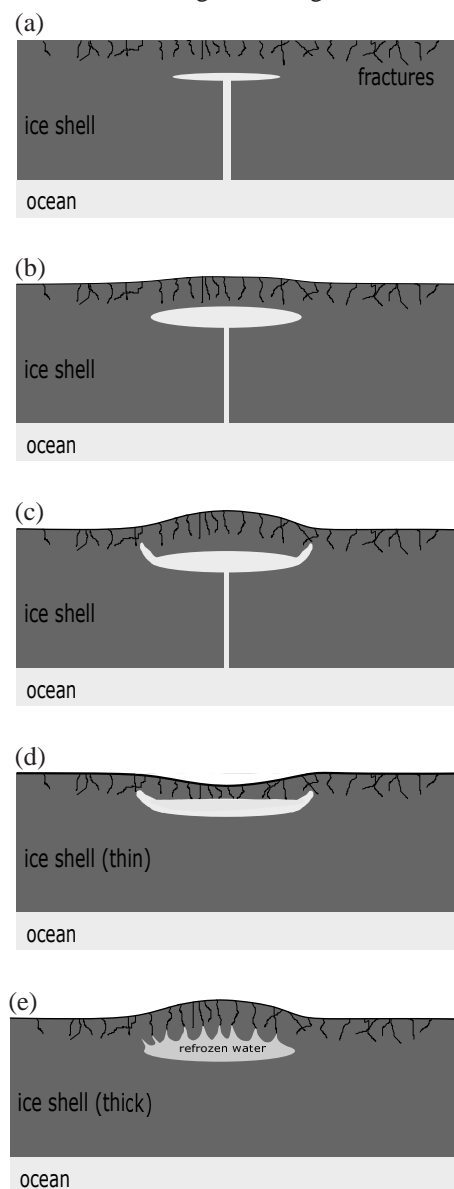 (a)
fractures
ice shell
ocean
(b)
ice shell
ocean
(c)
ice shell
ocean
(d)
ice shell (thin)
ocean
(e)
refrozen water
ice shell (thick)
ocean